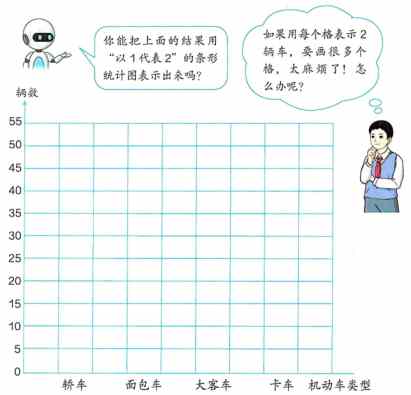 你能把上面的结果用
“以1代表2”的条形
统计图表示出来吗？
如果用每个格表示2
辆车，要画很多个
格，太麻烦了！怎
么办呢？
辆数
55
50
45
40
35
30
25
20
15
10
5
0
轿车 面包车 大客车 卡车 机动车类型